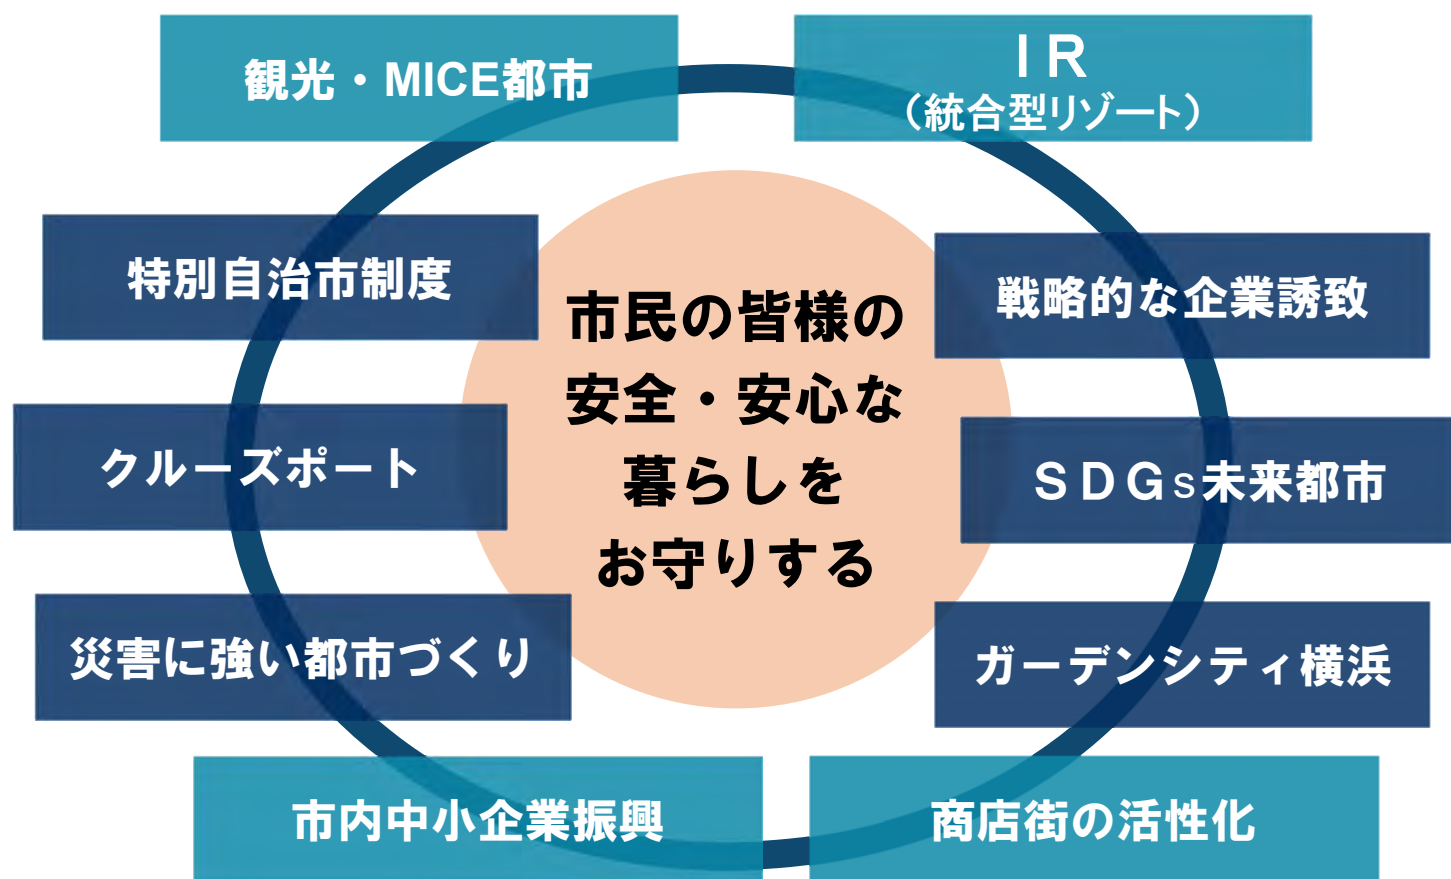 観光・MICE都市
ＩＲ
（統合型リゾート）
特別自治市制度
戦略的な企業誘致
市民の皆様の
安全・安心な
暮らしを
お守りする
クルーズポート
ＳＤＧs未来都市
災害に強い都市づくり
ガーデンシティ横浜
市内中小企業振興
商店街の活性化